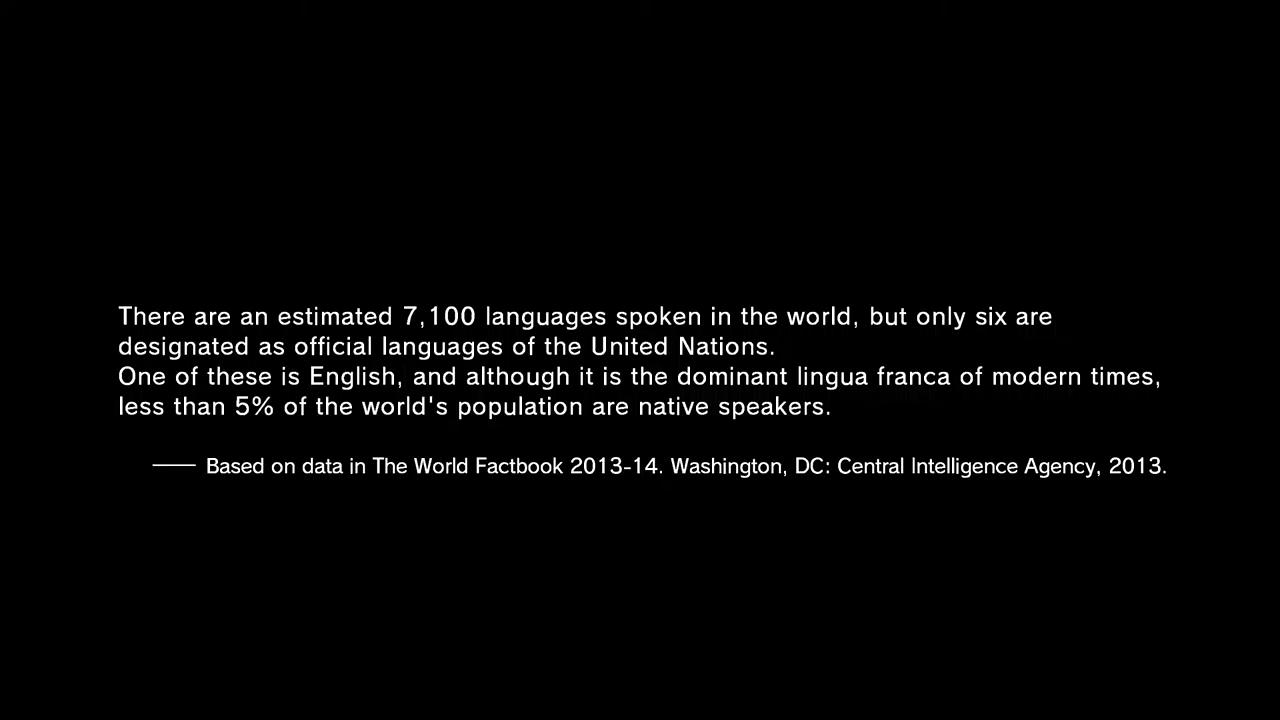 There are an estimated 7,100 languages spoken in the world, but only six are
designated as official languages of the United Nations.
One of these is English, and although it is the dominant lingua franca of modern times,
less than 5% of the world's population are native speakers.
—— Based on data in The World Factbook 2013-14. Washington, DC: Central Intelligence Agency, 2013.